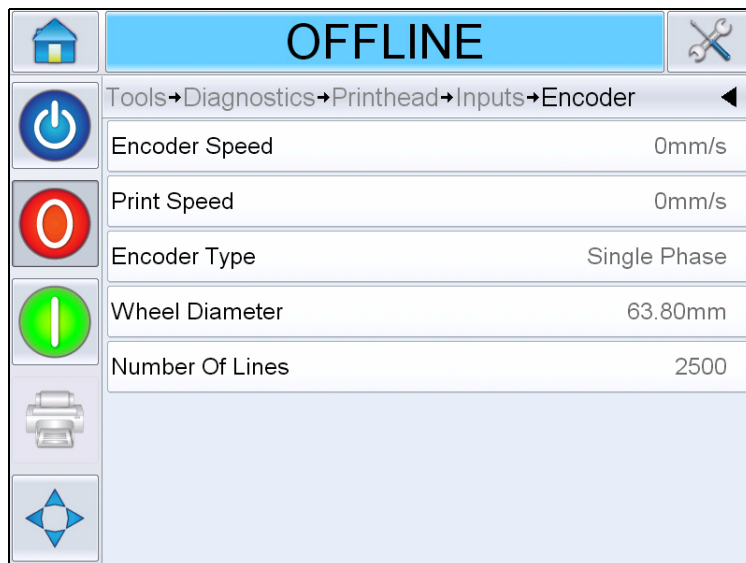 OFFLINE
Tools→Diagnostics→Printhead→Inputs→Encoder
Encoder Speed 0mm/s
Print Speed 0mm/s
Encoder Type Single Phase
Wheel Diameter 63.80mm
Number Of Lines 2500